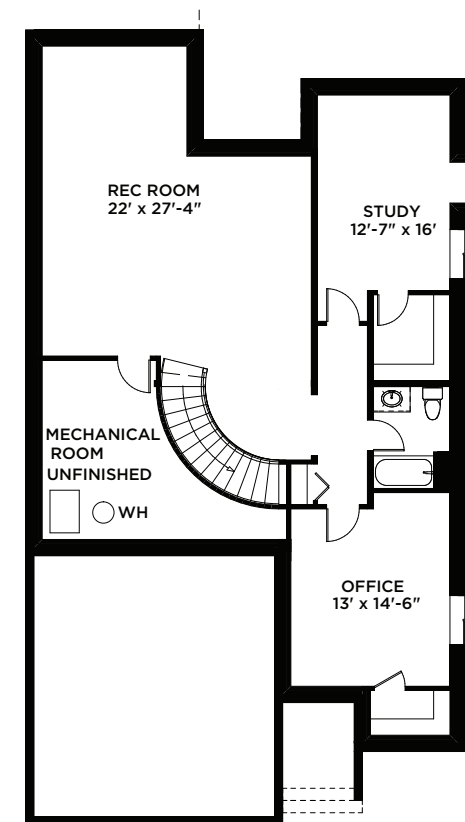 REC ROOM
22' x 27'-4"
STUDY
12'-7" x 16'
MECHANICAL
ROOM
UNFINISHED
WH
OFFICE
13' x 14'-6"